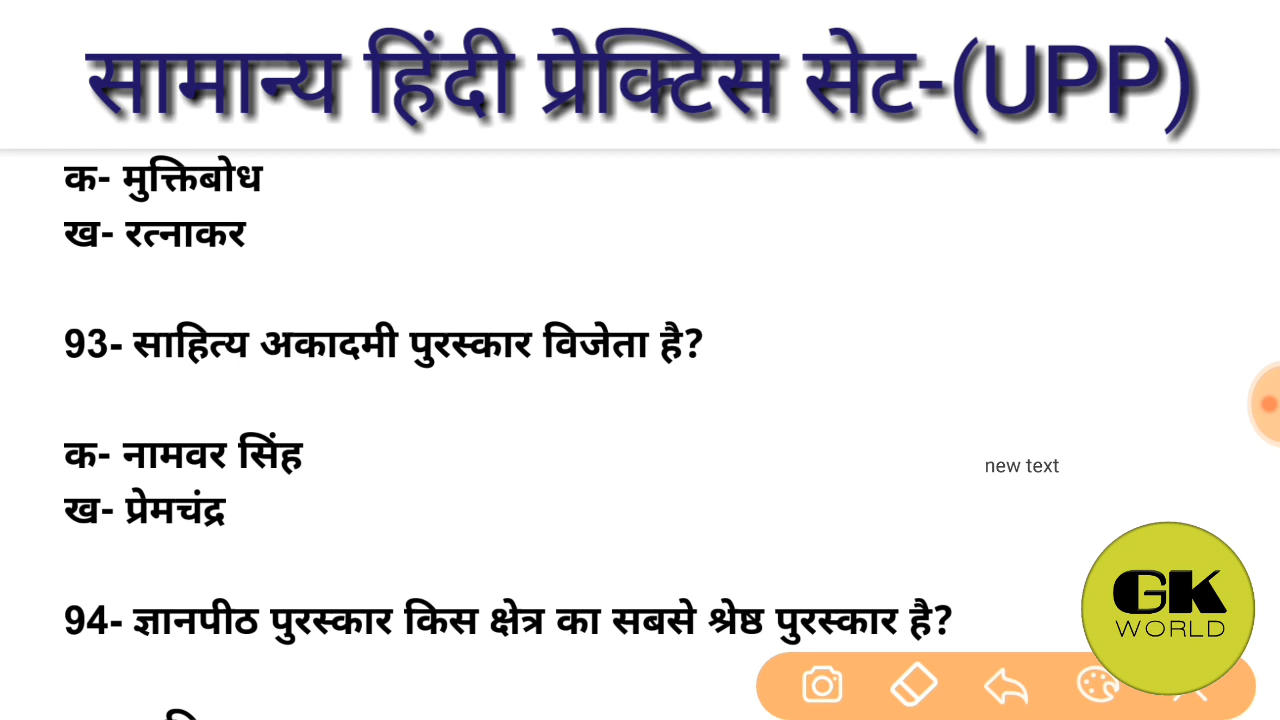 सामान्य हिंदी प्रेक्टिस सेट-(UPP)
क- मुक्तिबोध
ख- रत्नाकर
93- साहित्य अकादमी पुरस्कार विजेता है?
क- नामवर सिंह
ख- प्रेमचंद्र
new text
94- ज्ञानपीठ पुरस्कार किस क्षेत्र का सबसे श्रेष्ठ पुरस्कार है?
GK
WORLD